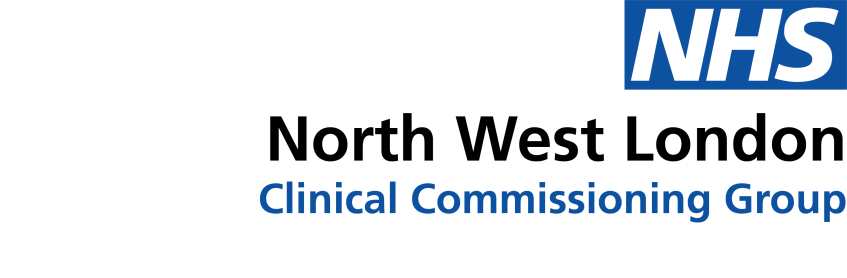 NHS
North West London
Clinical Commissioning Group